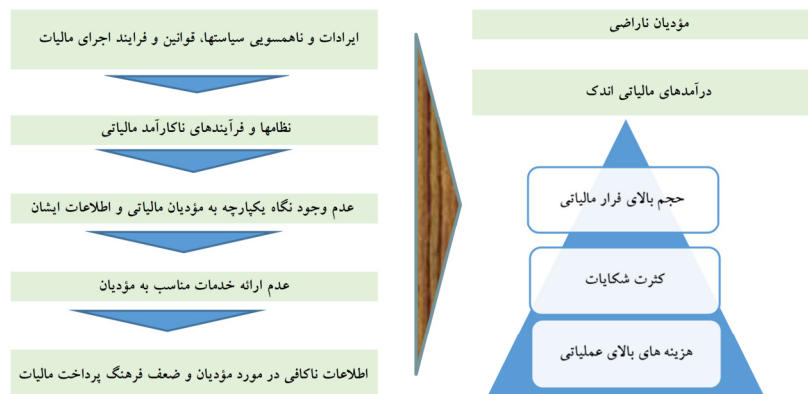 مؤدیان ناراضی
درآمدهای مالیاتی اندک
حجم بالای فرار مالیاتی
کثرت شکایات
هزینه های بالای عملیاتی
ایرادات و ناهمسویی سیاستها، قوانین و فرایند اجرای مالیات
نظامها و فرآیندهای ناکارآمد مالیاتی
عدم وجود نگاه یکپارچه به مؤدیان مالیاتی و اطلاعات ایشان
عدم ارائه خدمات مناسب به مؤدیان
اطلاعات ناکافی در مورد مؤدیان و ضعف فرهنگ پرداخت مالیات